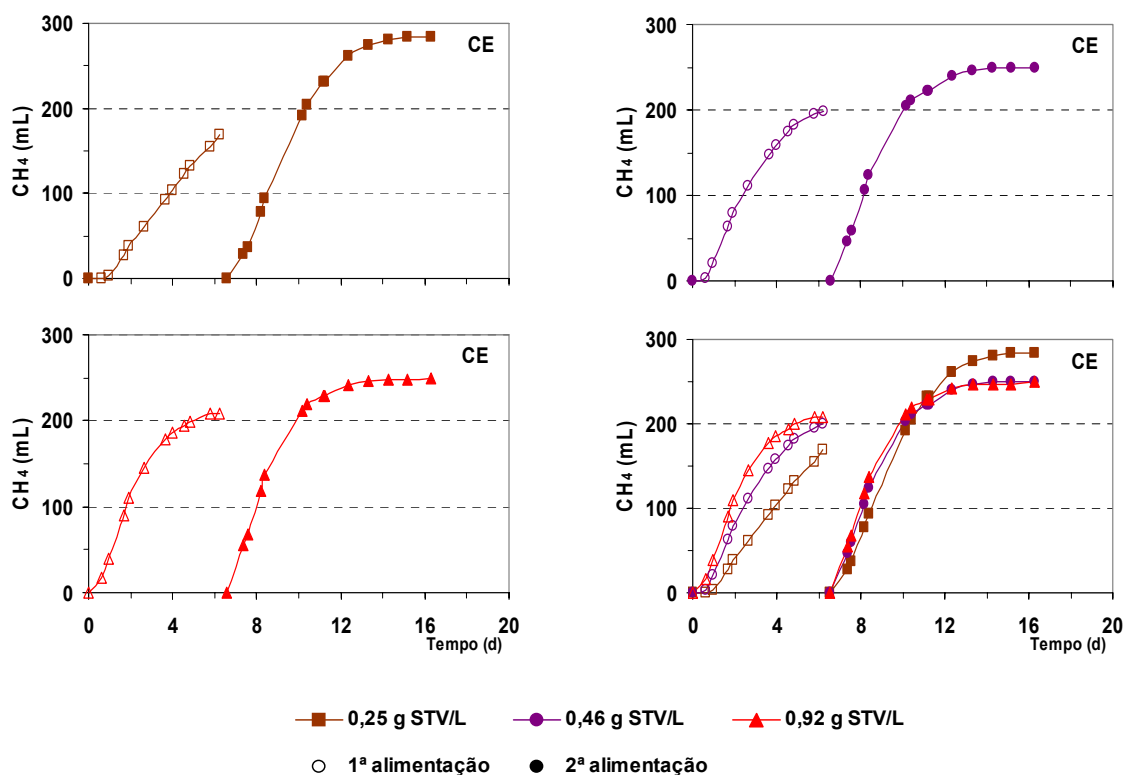 300
CE
200
100
0
CH₄ (mL)
300
CE
200
100
0
CH₄ (mL)
300
CE
200
100
0
CH₄ (mL)
0 4 8 12 16 20
Tempo (d)
300
CE
200
100
0
CH₄ (mL)
0 4 8 12 16 20
Tempo (d)
0,25 g STV/L 0,46 g STV/L 0,92 g STV/L
1ª alimentação 2ª alimentação